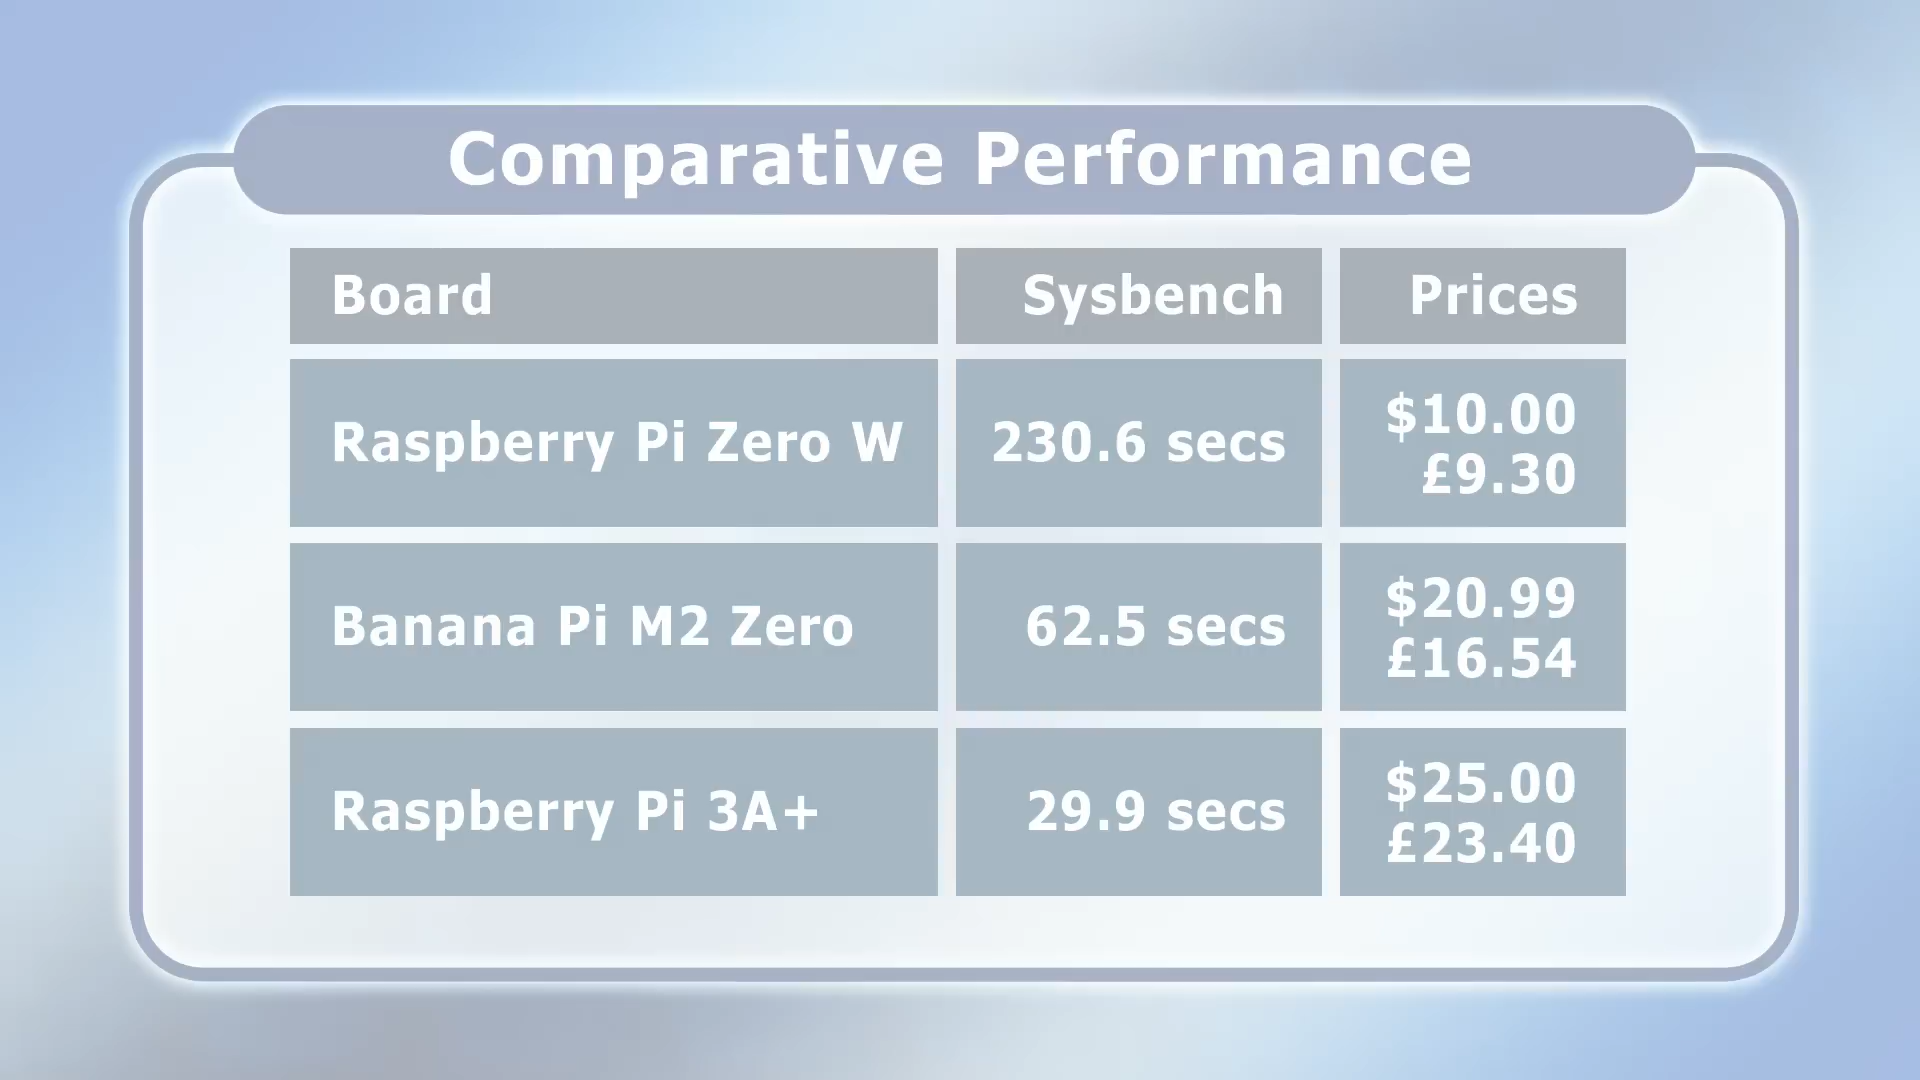 Comparative Performance
Board Sysbench Prices
Raspberry Pi Zero W 230.6 secs $10.00
£9.30
Banana Pi M2 Zero 62.5 secs $20.99
£16.54
Raspberry Pi 3A+ 29.9 secs $25.00
£23.40